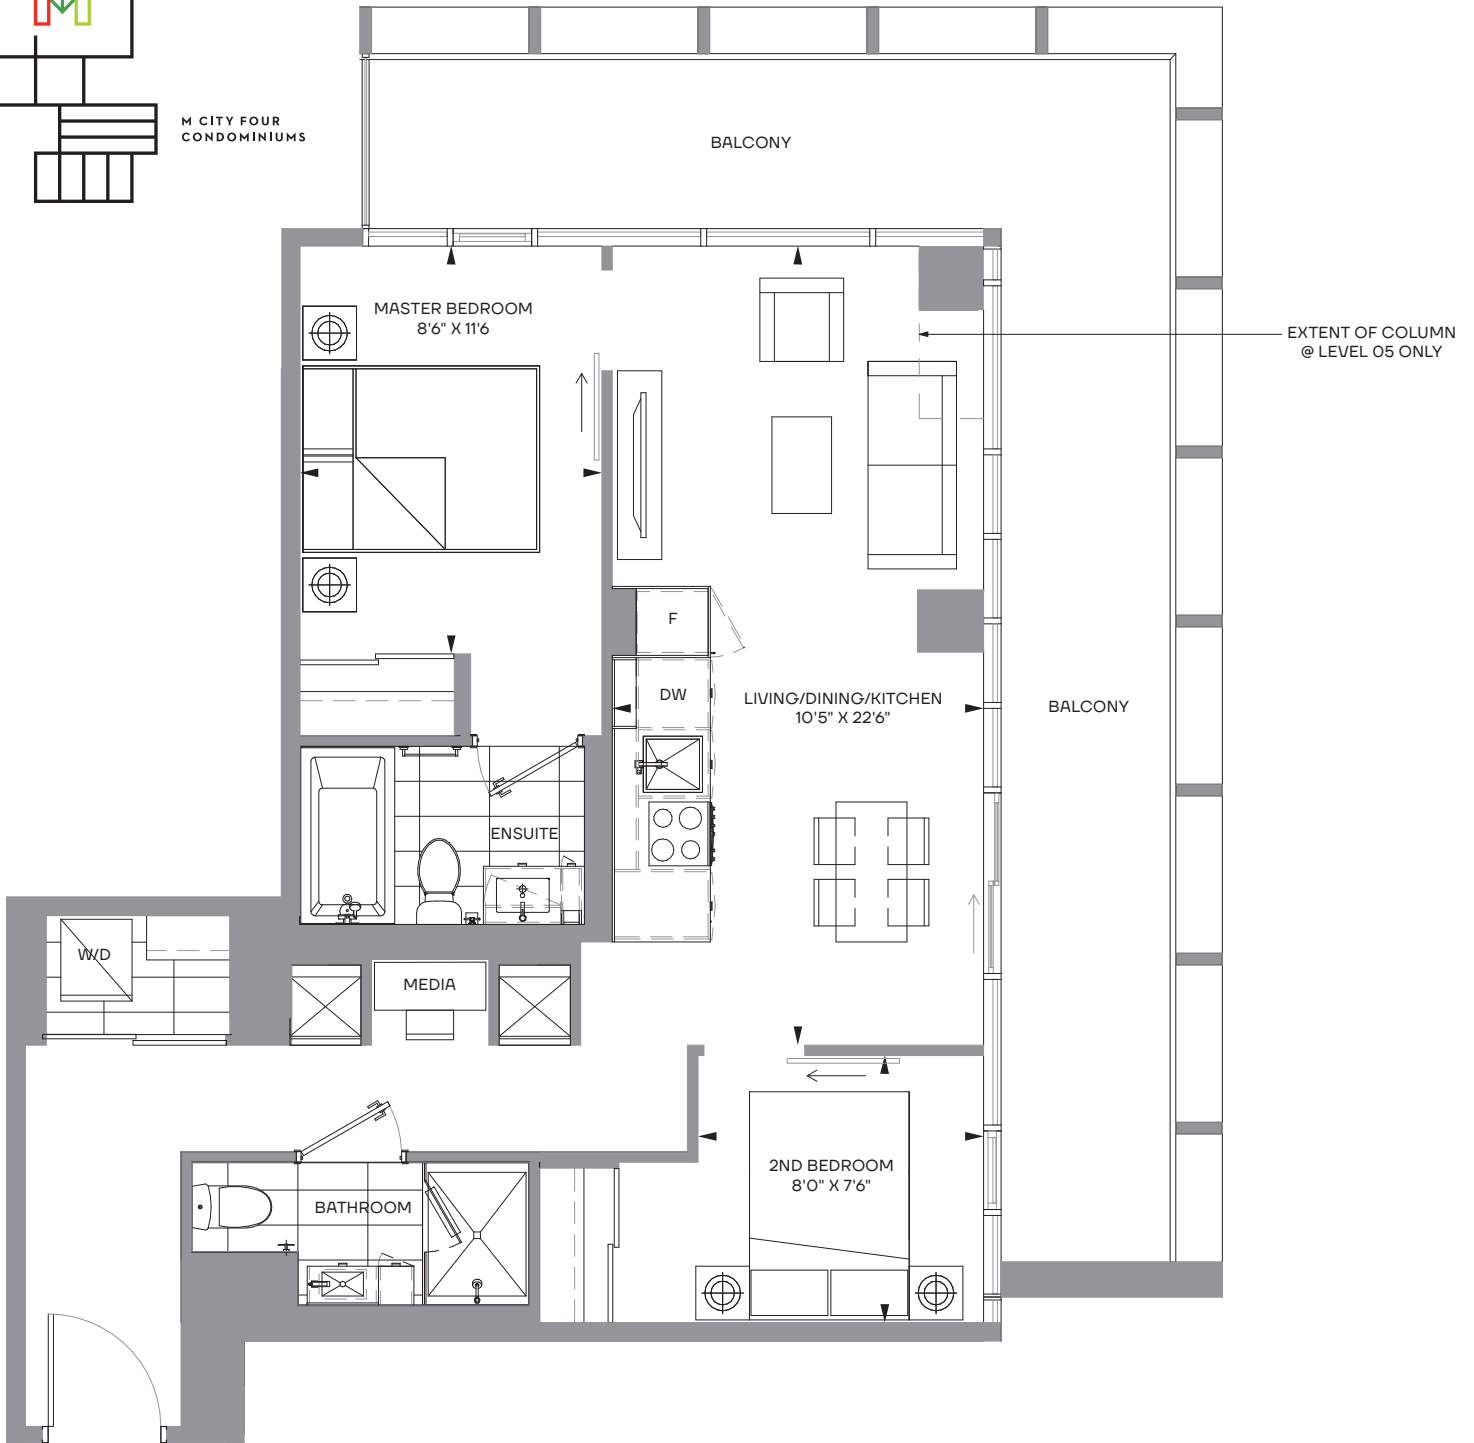 M
M CITY FOUR
CONDOMINIUMS
BALCONY
MASTER BEDROOM
8'6" X 11'6
EXTENT OF COLUMN
@ LEVEL 05 ONLY
F
DW
LIVING/DINING/KITCHEN
10'5" X 22'6"
BALCONY
ENSUITE
W/D
MEDIA
2ND BEDROOM
8'0" X 7'6"
BATHROOM